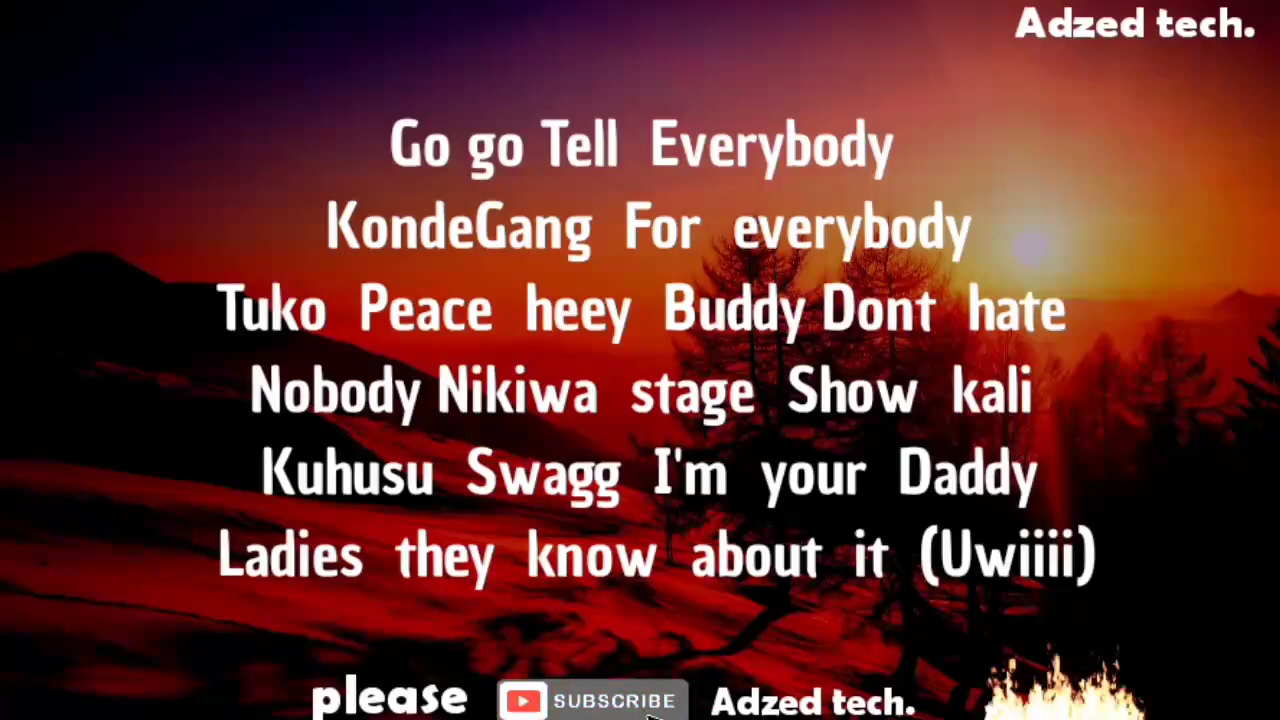 Adzed tech.
Go go Tell Everybody
KondeGang For everybody
Tuko Peace heey Buddy Dont hate
Nobody Nikiwa stage Show kali
Kuhusu Swagg I'm your Daddy
Ladies they know about it (Uwiiii)
please SUBSCRIBE Adzed tech.